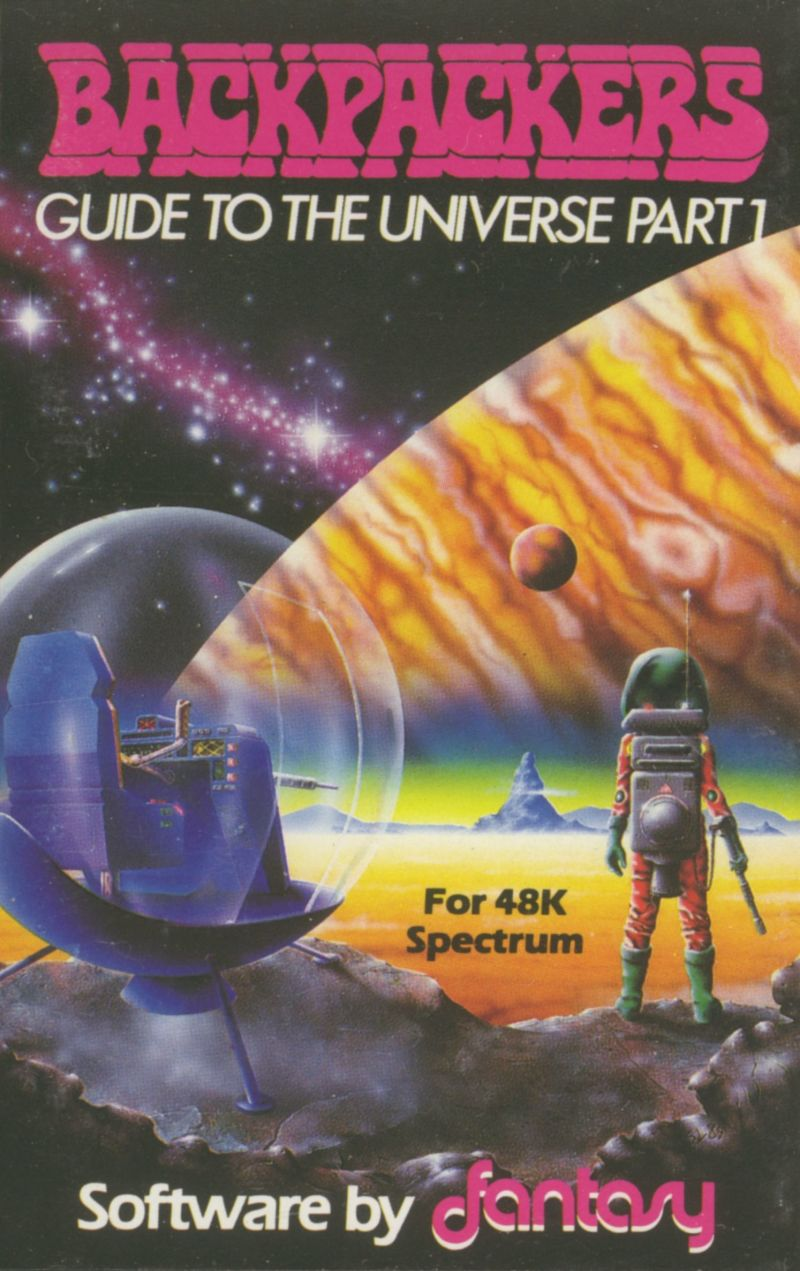 BACKPACKERS
GUIDE TO THE UNIVERSE PART 1
For 48K
Spectrum
Software by fantasy